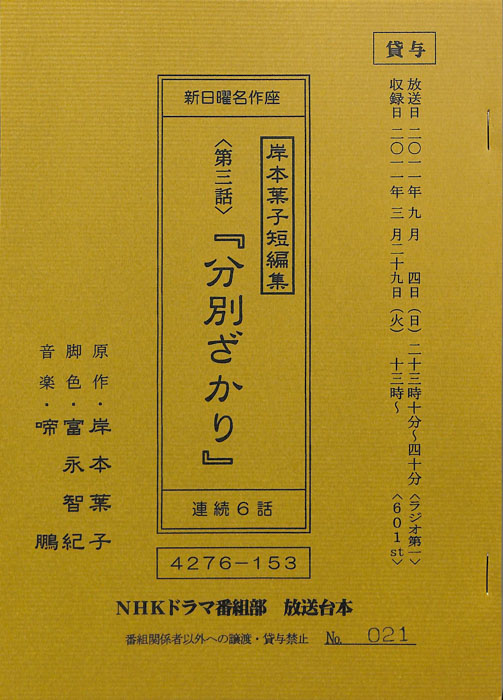 貸与
放送日 二〇一一年 九月 四日(日)二十三時十分～四十分〈ラジオ第一〉
収録日 二〇一一年 三月二十九日(火) 十三時～ 〈601st〉
新日曜名作座
岸本葉子短編集
〈第三話〉『分別ざかり』
連続6話
4276-153
原作・岸本葉子
脚色・富永智紀
音楽・啼鵬
NHKドラマ番組部 放送台本
番組関係者以外への譲渡・貸与禁止 No. 021